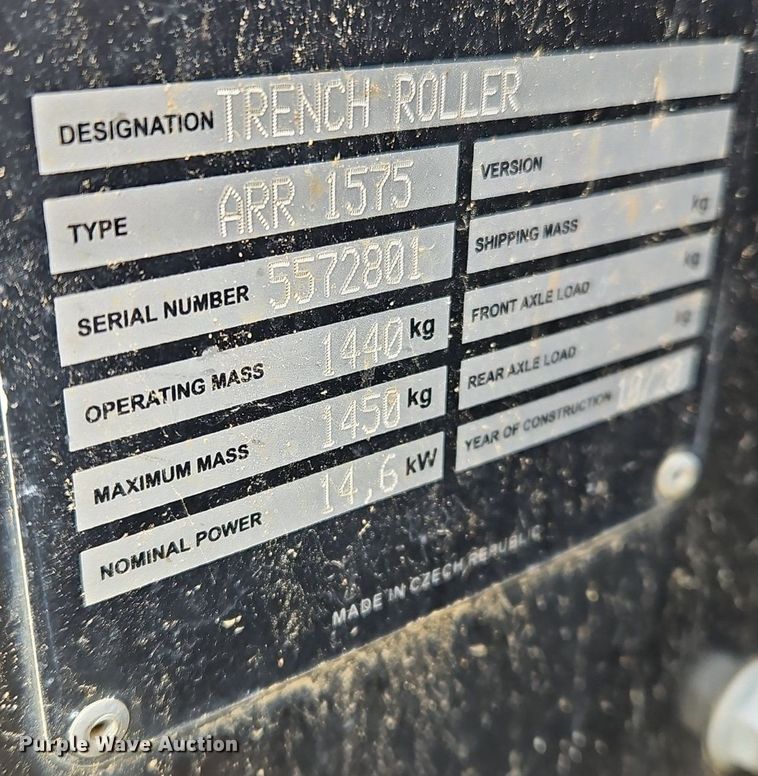 DESIGNATION TRENCH ROLLER
TYPE ARR 1575
VERSION
SERIAL NUMBER 5572801
SHIPPING MASS kg
OPERATING MASS 1440 kg
FRONT AXLE LOAD kg
MAXIMUM MASS 1450 kg
REAR AXLE LOAD kg
NOMINAL POWER 14,6 kW
YEAR OF CONSTRUCTION
MADE IN CZECH REPUBLIC
Purple Wave Auction